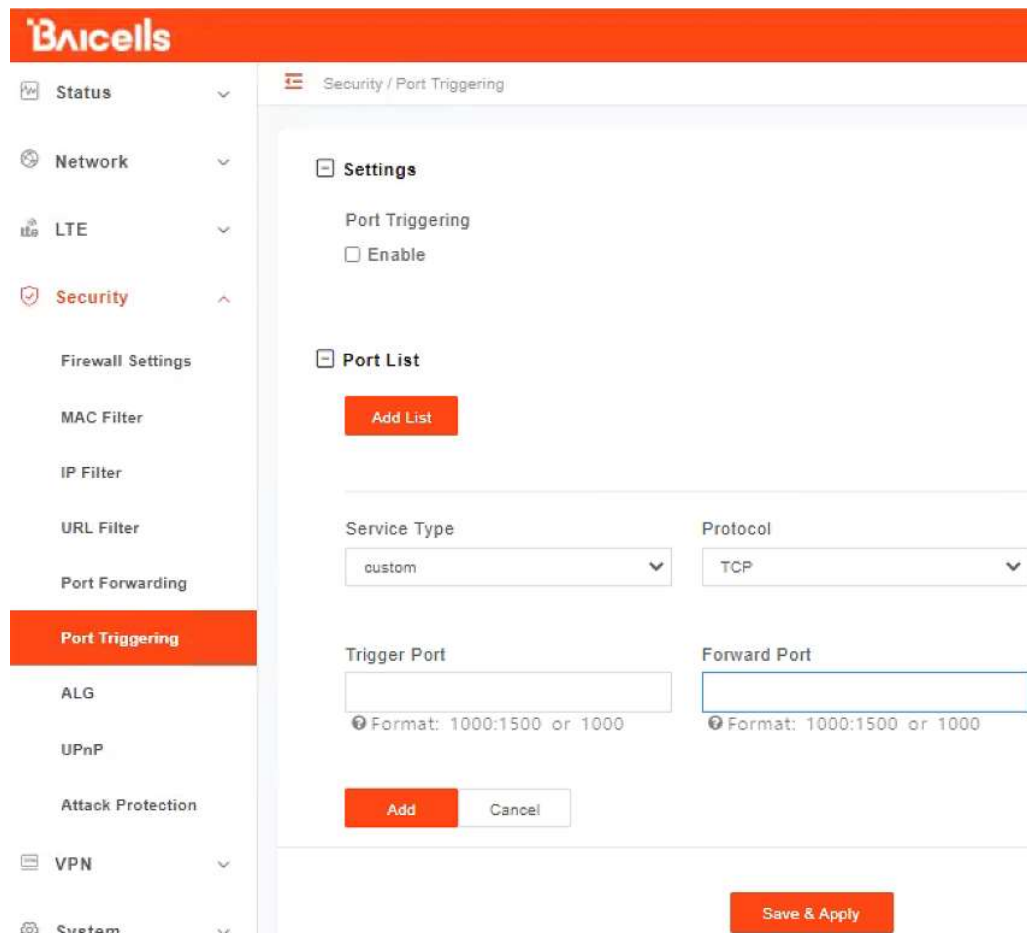 Baicells
Status
Network
LTE
Security
Firewall Settings
MAC Filter
IP Filter
URL Filter
Port Forwarding
Port Triggering
ALG
UPnP
Attack Protection
VPN
System
Security / Port Triggering
Settings
Port Triggering
Enable
Port List
Add List
Service Type Protocol
custom TCP
Trigger Port Forward Port
Format: 1000:1500 or 1000 Format: 1000:1500 or 1000
Add Cancel
Save & Apply